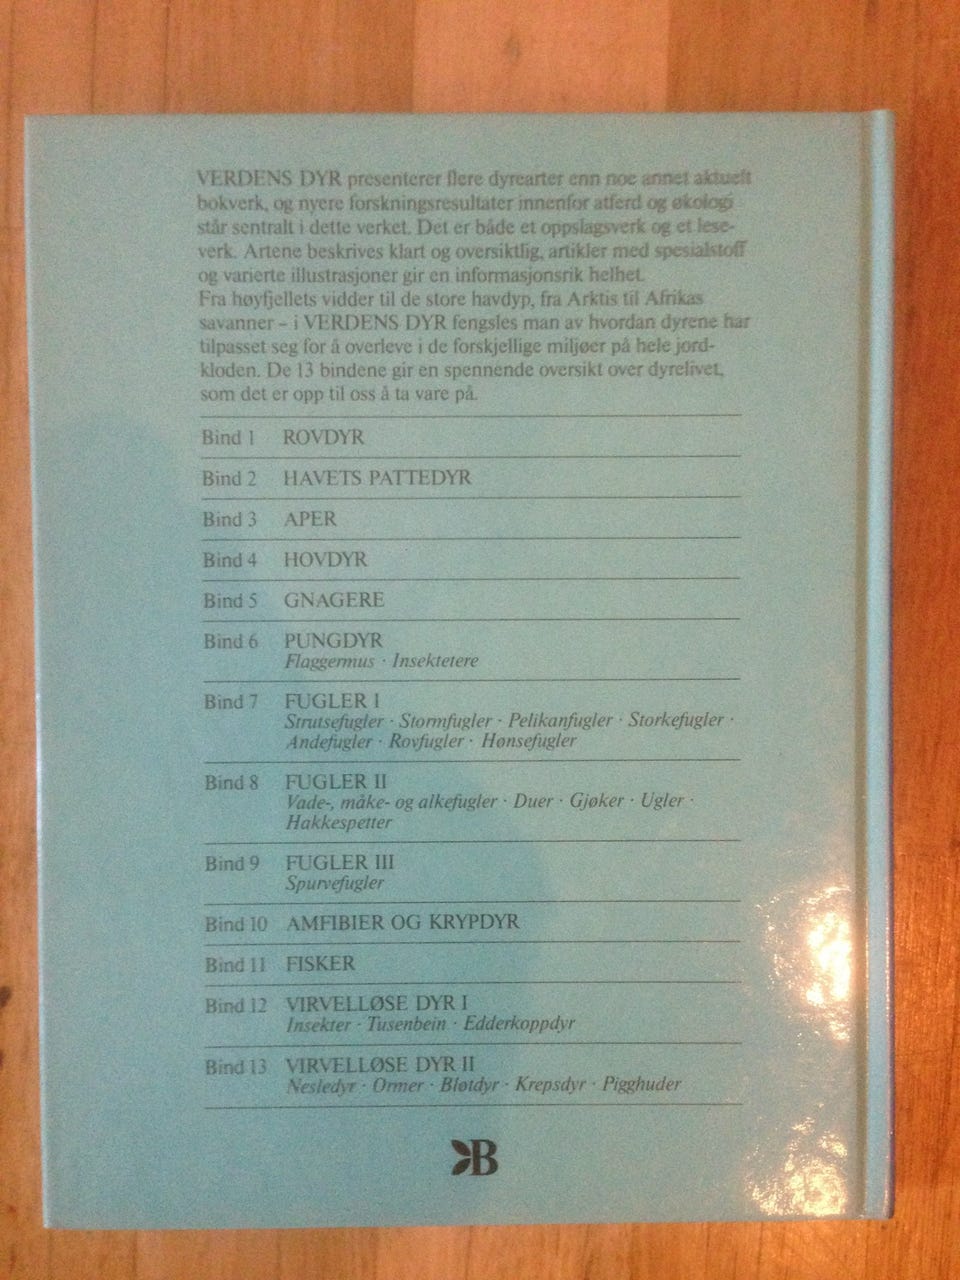 VERDENS DYR presenterer flere dyrearter enn noe annet aktuelt
bokverk, og nyere forskningsresultater innenfor atferd og økologi
står sentralt i dette verket. Det er både et oppslagsverk og et lese-
verk. Artene beskrives klart og oversiktlig, artikler med spesialstoff
og varierte illustrasjoner gir en informasjonsrik helhet.
Fra høyfjellets vidder til de store havdyp, fra Arktis til Afrikas
savanner – i VERDENS DYR fengsles man av hvordan dyrene har
tilpasset seg for å overleve i de forskjellige miljøer på hele jord-
kloden. De 13 bindene gir en spennende oversikt over dyrelivet,
som det er opp til oss å ta vare på.
Bind 1 ROVDYR
Bind 2 HAVETS PATTEDYR
Bind 3 APER
Bind 4 HOVDYR
Bind 5 GNAGERE
Bind 6 PUNGDYR
Flaggermus · Insektetere
Bind 7 FUGLER I
Strutsefugler · Stormfugler · Pelikanfugler · Storkefugler ·
Andefugler · Rovfugler · Hønsefugler
Bind 8 FUGLER II
Vade-, måke- og alkefugler · Duer · Gjøker · Ugler ·
Hakkespetter
Bind 9 FUGLER III
Spurvefugler
Bind 10 AMFIBIER OG KRYPDYR
Bind 11 FISKER
Bind 12 VIRVELLØSE DYR I
Insekter · Tusenbein · Edderkoppdyr
Bind 13 VIRVELLØSE DYR II
Nesledyr · Ormer · Bløtdyr · Krepsdyr · Pigghuder
B